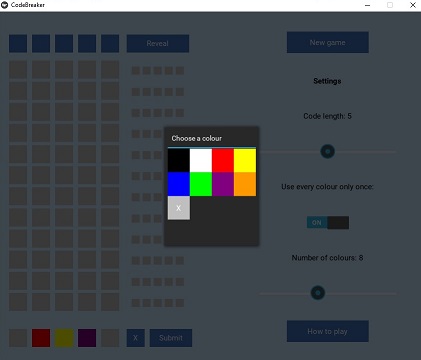 CodeBreaker
Reveal
New game
Settings
Code length: 5
Choose a colour
X
Use every colour only once:
ON
Number of colours: 8
X
Submit
How to play